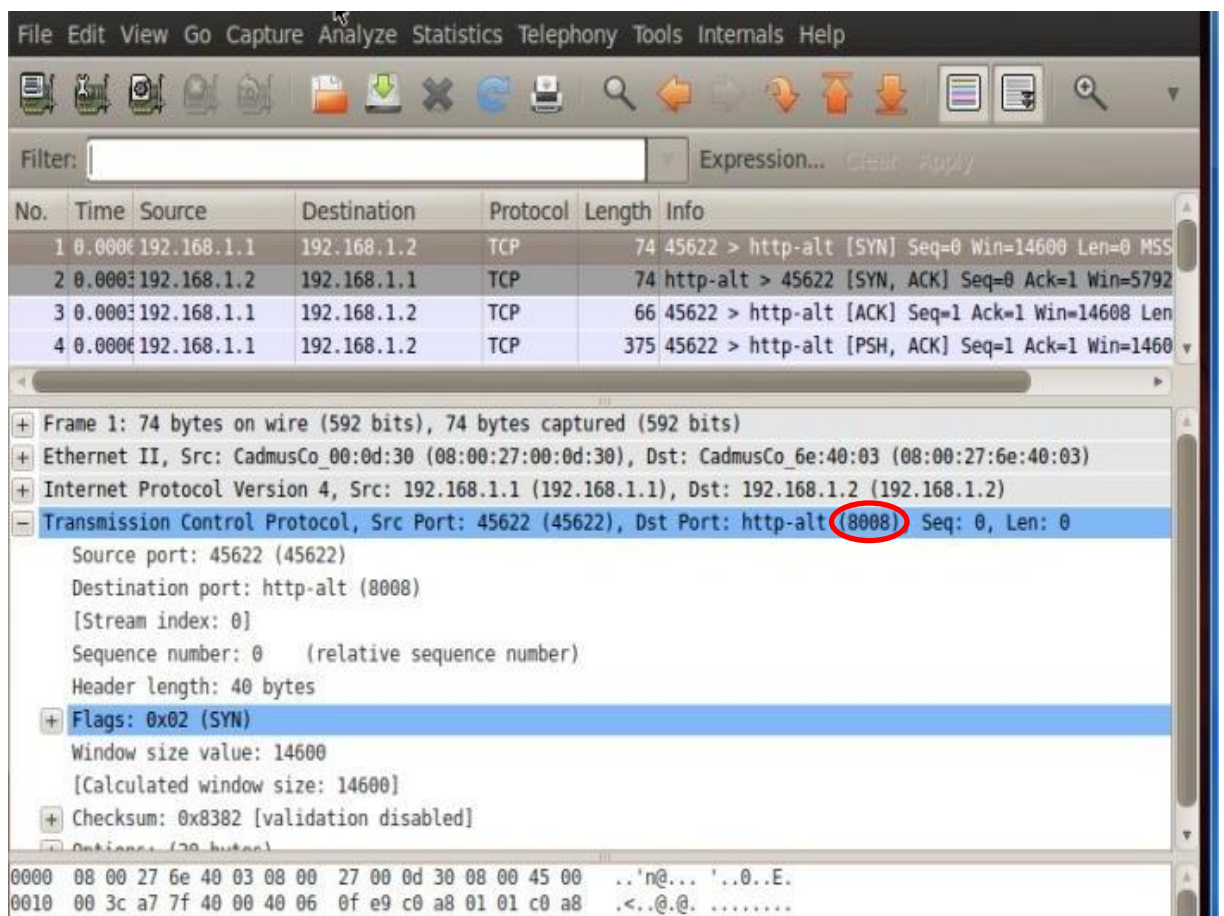 File Edit View Go Capture Analyze Statistics Telephony Tools Internals Help
Filter: Expression... Clear Apply
No. Time Source Destination Protocol Length Info
1 0.0000 192.168.1.1 192.168.1.2 TCP 74 45622 > http-alt [SYN] Seq=0 Win=14600 Len=0 MSS
2 0.0003 192.168.1.2 192.168.1.1 TCP 74 http-alt > 45622 [SYN, ACK] Seq=0 Ack=1 Win=5792
3 0.0003 192.168.1.1 192.168.1.2 TCP 66 45622 > http-alt [ACK] Seq=1 Ack=1 Win=14608 Len
4 0.0006 192.168.1.1 192.168.1.2 TCP 375 45622 > http-alt [PSH, ACK] Seq=1 Ack=1 Win=1460
Frame 1: 74 bytes on wire (592 bits), 74 bytes captured (592 bits)
Ethernet II, Src: CadmusCo_00:0d:30 (08:00:27:00:0d:30), Dst: CadmusCo_6e:40:03 (08:00:27:6e:40:03)
Internet Protocol Version 4, Src: 192.168.1.1 (192.168.1.1), Dst: 192.168.1.2 (192.168.1.2)
Transmission Control Protocol, Src Port: 45622 (45622), Dst Port: http-alt (8008), Seq: 0, Len: 0
Source port: 45622 (45622)
Destination port: http-alt (8008)
[Stream index: 0]
Sequence number: 0 (relative sequence number)
Header length: 40 bytes
Flags: 0x02 (SYN)
Window size value: 14600
[Calculated window size: 14600]
Checksum: 0x8382 [validation disabled]
Options: (20 bytes)
0000 08 00 27 6e 40 03 08 00 27 00 0d 30 08 00 45 00 ..'n@... '..0..E.
0010 00 3c a7 7f 40 00 40 06 0f e9 c0 a8 01 01 c0 a8 .<..@.@. ........